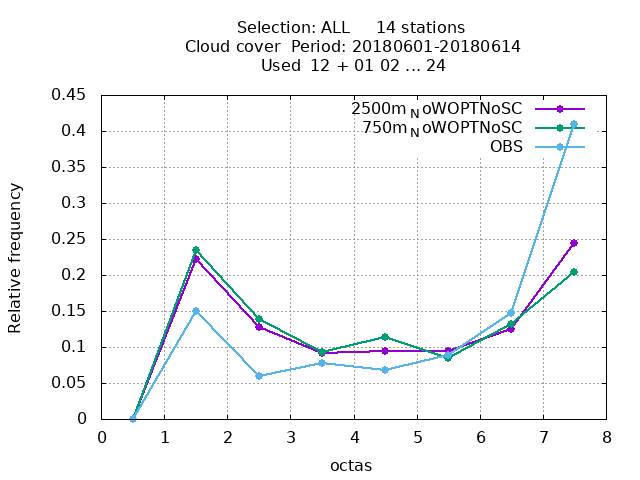 Selection: ALL 14 stations
Cloud cover Period: 20180601-20180614
Used 12 + 01 02 ... 24
2500m_NoWOPTNoSC
750m_NoWOPTNoSC
OBS
Relative frequency
0.45
0.4
0.35
0.3
0.25
0.2
0.15
0.1
0.05
0
0 1 2 3 4 5 6 7 8
octas